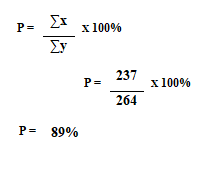 P = ∑x / ∑y x 100%
P = 237 / 264 x 100%
P = 89%